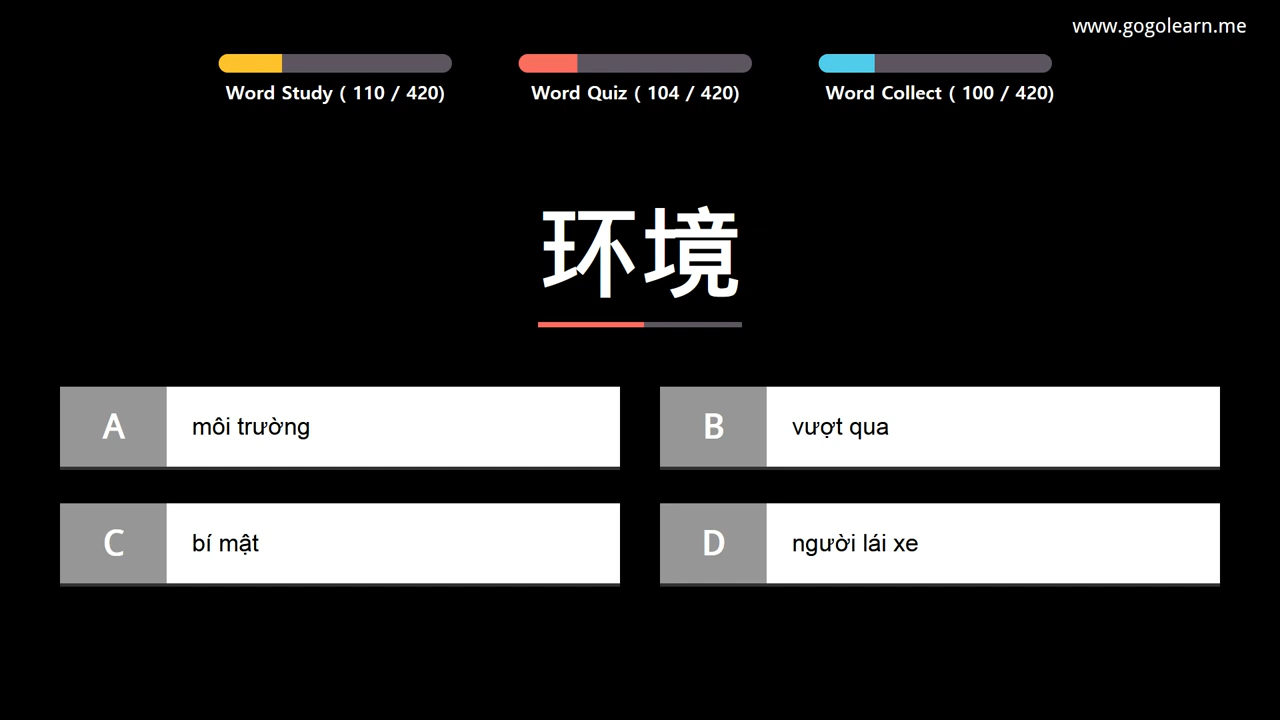 www.gogolearn.me
Word Study ( 110 / 420)
Word Quiz ( 104 / 420)
Word Collect ( 100 / 420)
环境
A
môi trường
B
vượt qua
C
bí mật
D
người lái xe